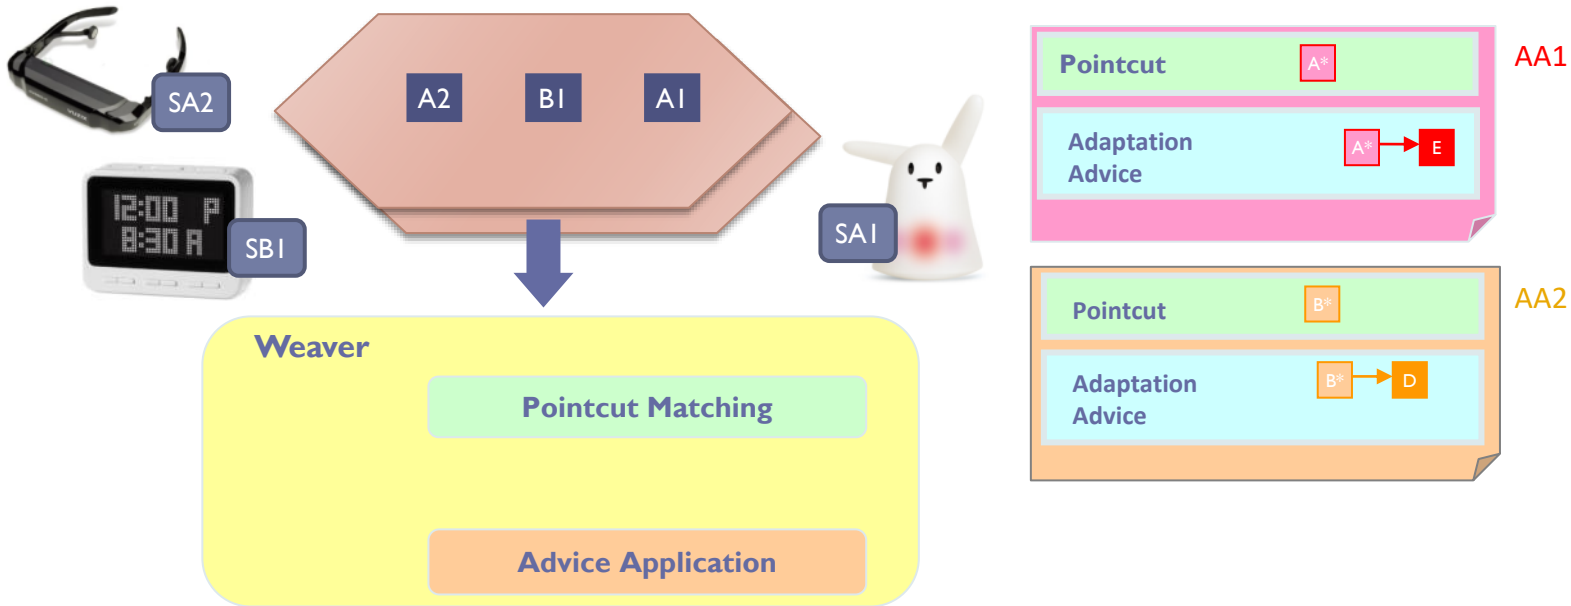 SA2
A2
B1
A1
SB1
12:00 P
8:30 A
SA1
Weaver
Pointcut Matching
Advice Application
Pointcut
A*
AA1
Adaptation
Advice
A*
E
Pointcut
B*
AA2
Adaptation
Advice
B*
D